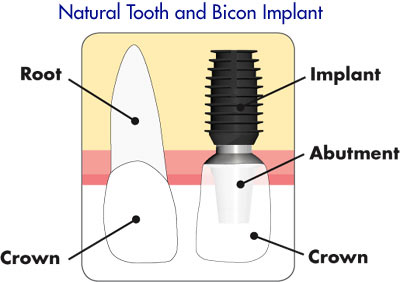 Natural Tooth and Bicon Implant
Root
Implant
Abutment
Crown
Crown